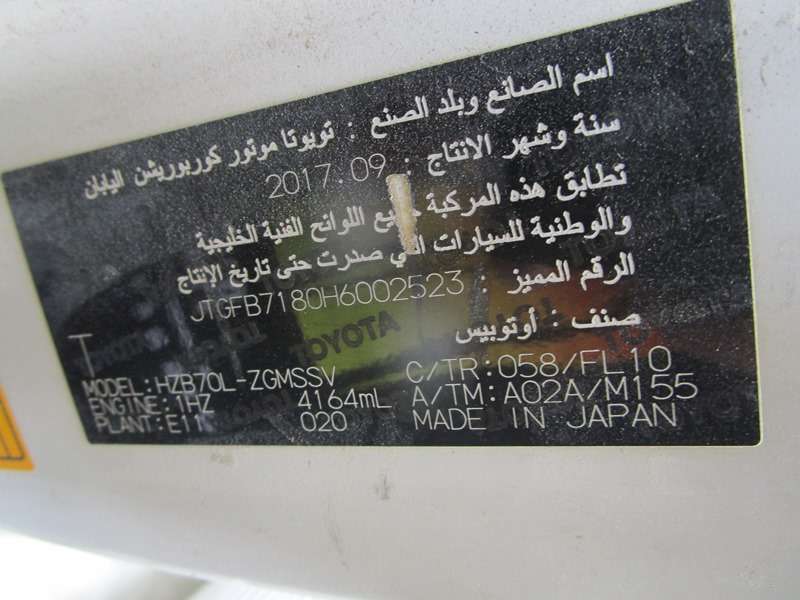 اسم الصانع وبلد الصنع : تويوتا موتور كوربوريشن اليابان
سنة وشهر الانتاج : 2017.09
تطابق هذه المركبة اللوائح الفنية الخليجية
والوطنية للسيارات التي صدرت حتى تاريخ الإنتاج
الرقم المميز : JTGFB7180H6002523
صنف : أوتوبيس
T
MODEL:HZB70L-ZGMSSV C/TR:058/FL10
ENGINE:1HZ 4164mL A/TM:A02A/M155
PLANT:E11 020 MADE IN JAPAN
TOYOTA